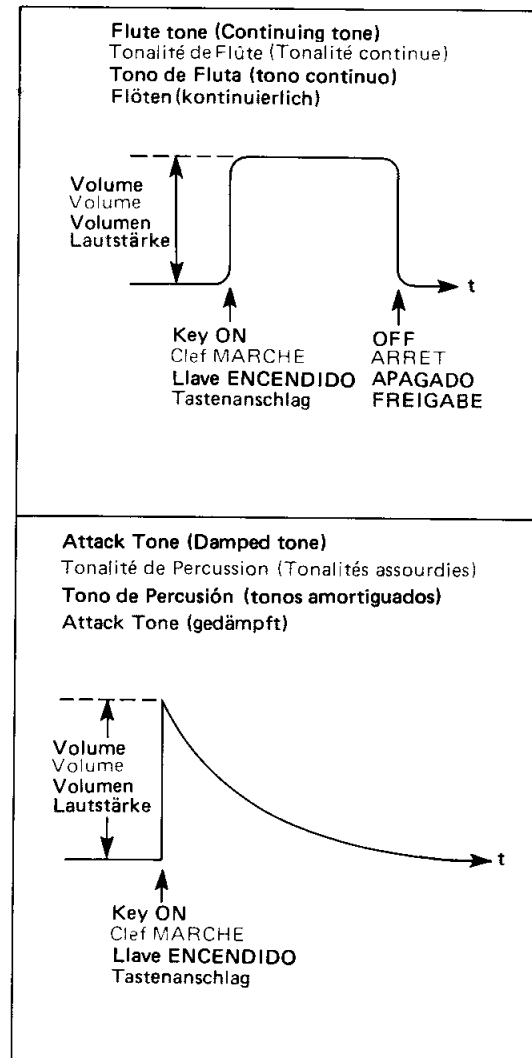 Flute tone (Continuing tone)
Tonalité de Flûte (Tonalité continue)
Tono de Fluta (tono continuo)
Flöten (kontinuierlich)
Volume
Volume
Volumen
Lautstärke
t
Key ON
Clef MARCHE
Llave ENCENDIDO
Tastenanschlag
OFF
ARRET
APAGADO
FREIGABE
Attack Tone (Damped tone)
Tonalité de Percussion (Tonalités assourdies)
Tono de Percusión (tonos amortiguados)
Attack Tone (gedämpft)
Volume
Volume
Volumen
Lautstärke
t
Key ON
Clef MARCHE
Llave ENCENDIDO
Tastenanschlag